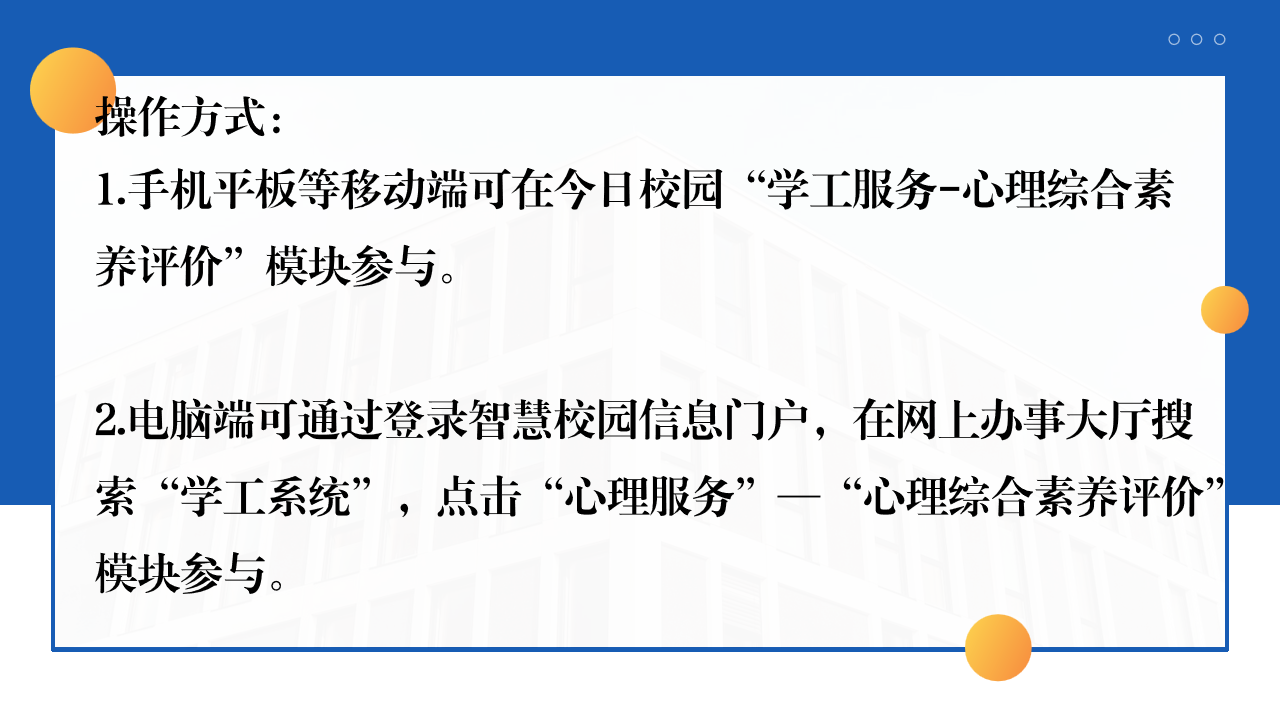 操作方式：
1.手机平板等移动端可在今日校园“学工服务-心理综合素
养评价”模块参与。
2.电脑端可通过登录智慧校园信息门户，在网上办事大厅搜
索“学工系统”，点击“心理服务”—“心理综合素养评价”
模块参与。